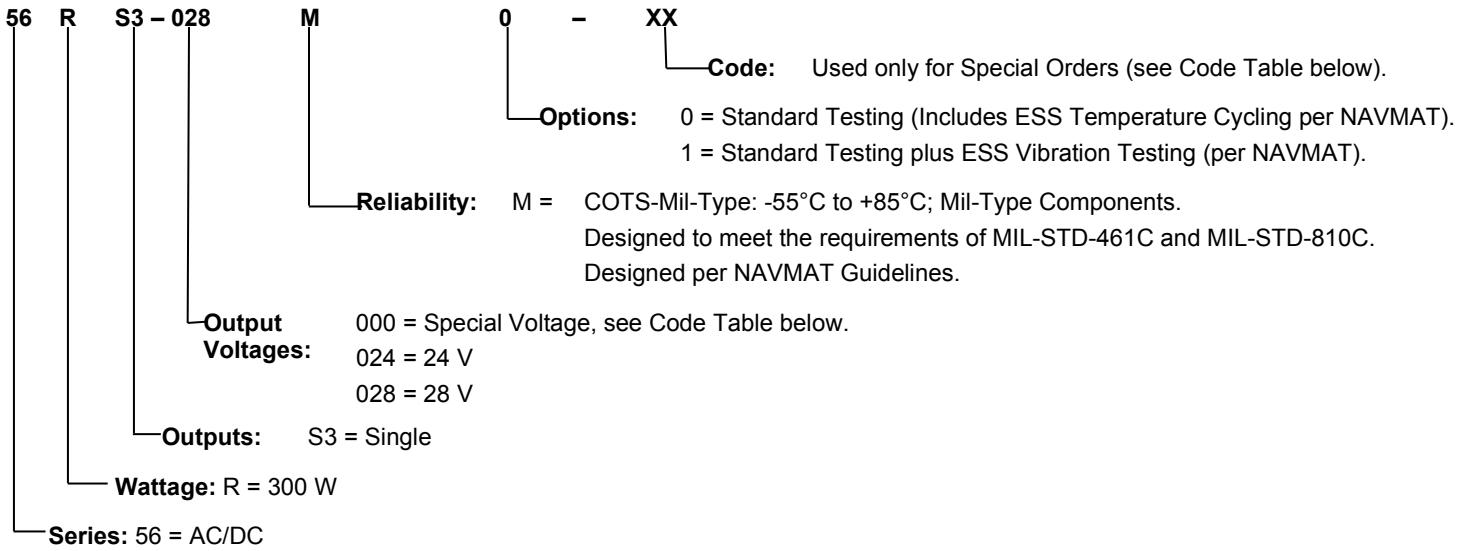 56 R S3 – 028 M 0 – XX
Code: Used only for Special Orders (see Code Table below).
Options: 0 = Standard Testing (Includes ESS Temperature Cycling per NAVMAT).
1 = Standard Testing plus ESS Vibration Testing (per NAVMAT).
Reliability: M = COTS-Mil-Type: -55°C to +85°C; Mil-Type Components.
Designed to meet the requirements of MIL-STD-461C and MIL-STD-810C.
Designed per NAVMAT Guidelines.
Output 000 = Special Voltage, see Code Table below.
Voltages: 024 = 24 V
028 = 28 V
Outputs: S3 = Single
Wattage: R = 300 W
Series: 56 = AC/DC